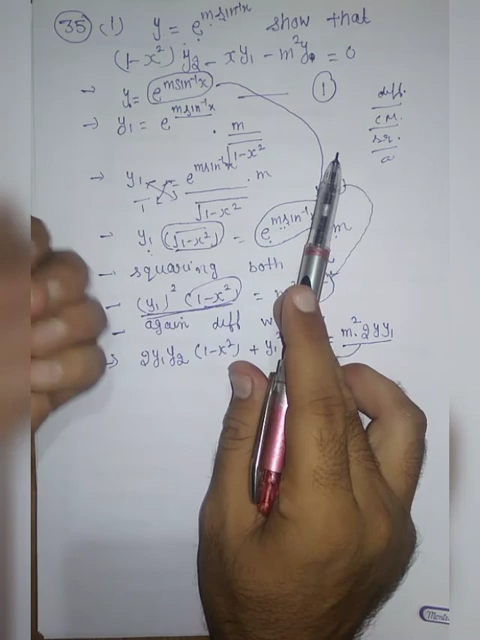 35 (1) y = e^{m sin⁻¹x} show that
(1-x²) y₂ - xy₁ - m²y = 0
→ y = e^{m sin⁻¹x} —— (1)
diff.
C.M.
→ y₁ = e^{m sin⁻¹x} · m/√(1-x²)
→ y₁/1 = e^{m sin⁻¹x} · m / √(1-x²)
- y₁ (√(1-x²)) = e^{m sin⁻¹x} m
- squaring both
- (y₁)² (1-x²) =
- again diff w
→ 2y₁y₂ (1-x²) + y₁ = m² · 2yy₁